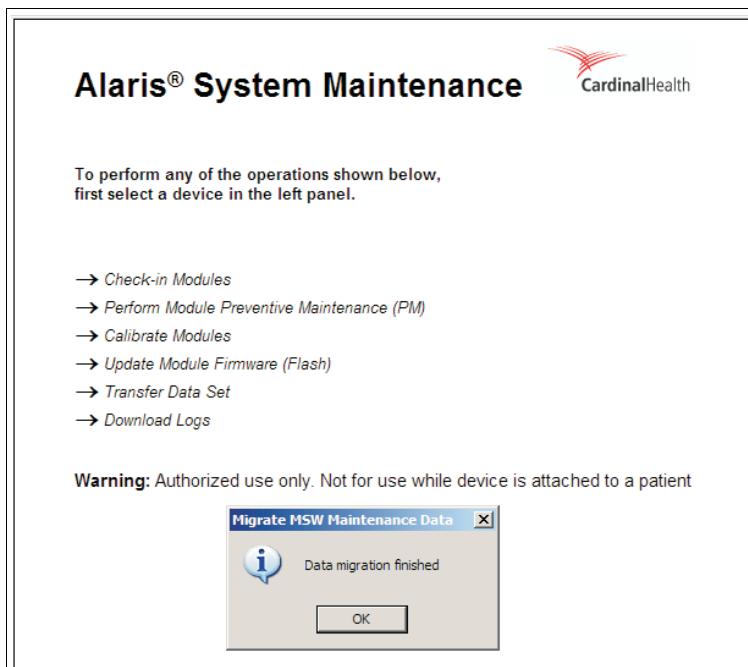 Alaris® System Maintenance
CardinalHealth
To perform any of the operations shown below,
first select a device in the left panel.
→ Check-in Modules
→ Perform Module Preventive Maintenance (PM)
→ Calibrate Modules
→ Update Module Firmware (Flash)
→ Transfer Data Set
→ Download Logs
Warning: Authorized use only. Not for use while device is attached to a patient
Migrate MSW Maintenance Data
Data migration finished
OK